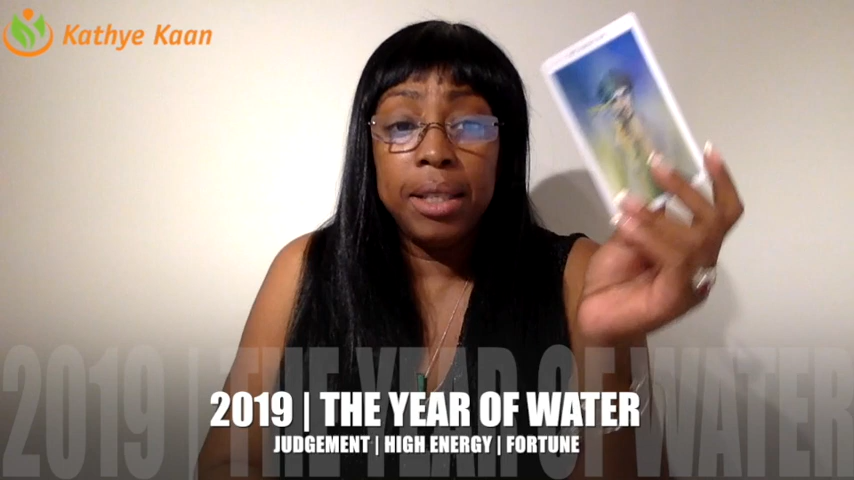 Kathye Kaan
2019 | THE YEAR OF WATER
2019 | THE YEAR OF WATER
JUDGEMENT | HIGH ENERGY | FORTUNE